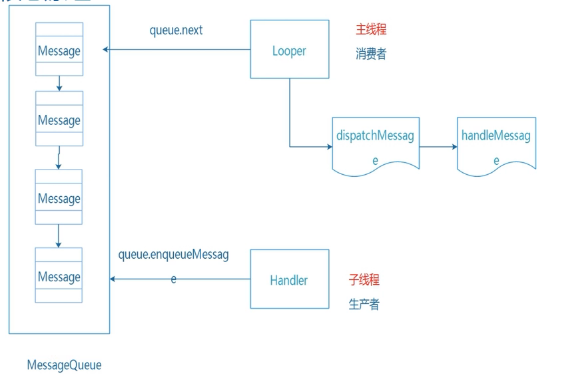 Message
queue.next
Looper
主线程
消费者
Message
dispatchMessag
e
handleMessag
e
Message
queue.enqueueMessag
e
Message
Handler
子线程
生产者
MessageQueue